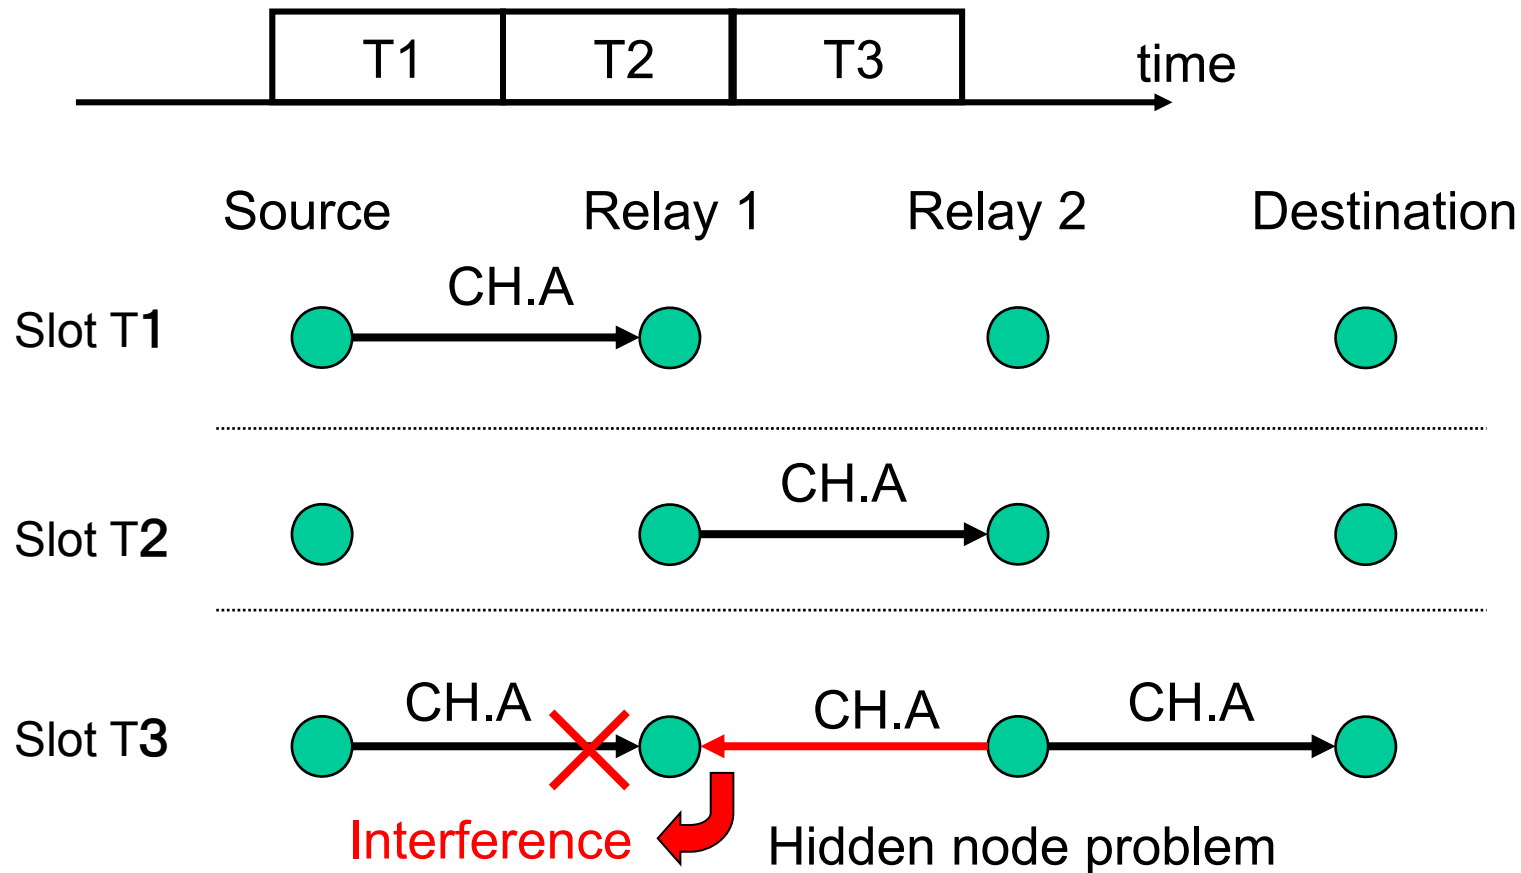 T1 T2 T3 time
Source Relay 1 Relay 2 Destination
CH.A
Slot T1
CH.A
Slot T2
CH.A CH.A CH.A
Slot T3
Interference Hidden node problem